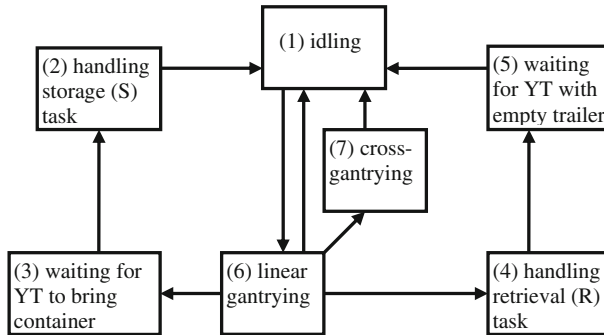 (1) idling
(2) handling
storage (S)
task
(5) waiting
for YT with
empty trailer
(7) cross-
gantrying
(3) waiting for
YT to bring
container
(6) linear
gantrying
(4) handling
retrieval (R)
task